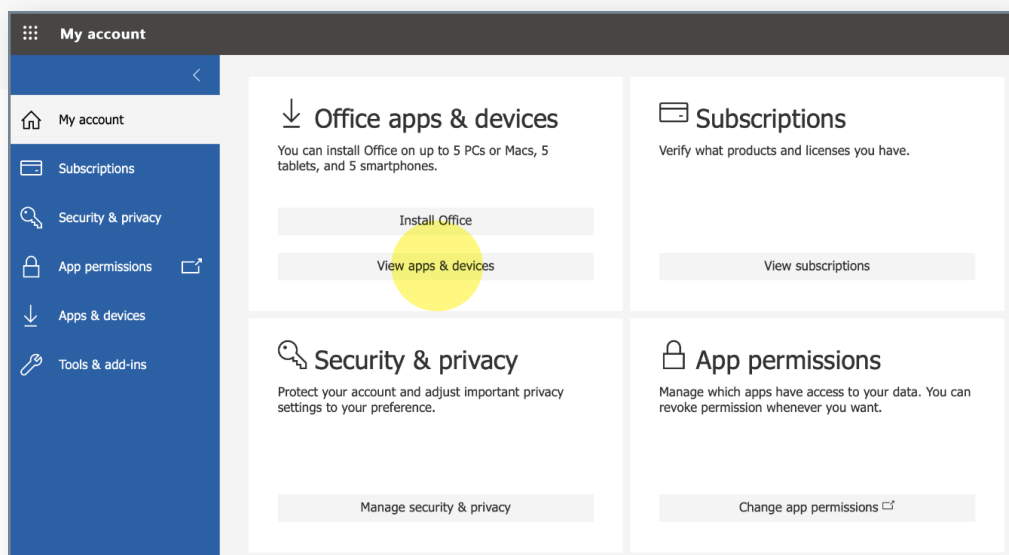 My account
My account
Subscriptions
Security & privacy
App permissions
Apps & devices
Tools & add-ins
Office apps & devices
You can install Office on up to 5 PCs or Macs, 5
tablets, and 5 smartphones.
Install Office
View apps & devices
Subscriptions
Verify what products and licenses you have.
View subscriptions
Security & privacy
Protect your account and adjust important privacy
settings to your preference.
Manage security & privacy
App permissions
Manage which apps have access to your data. You can
revoke permission whenever you want.
Change app permissions